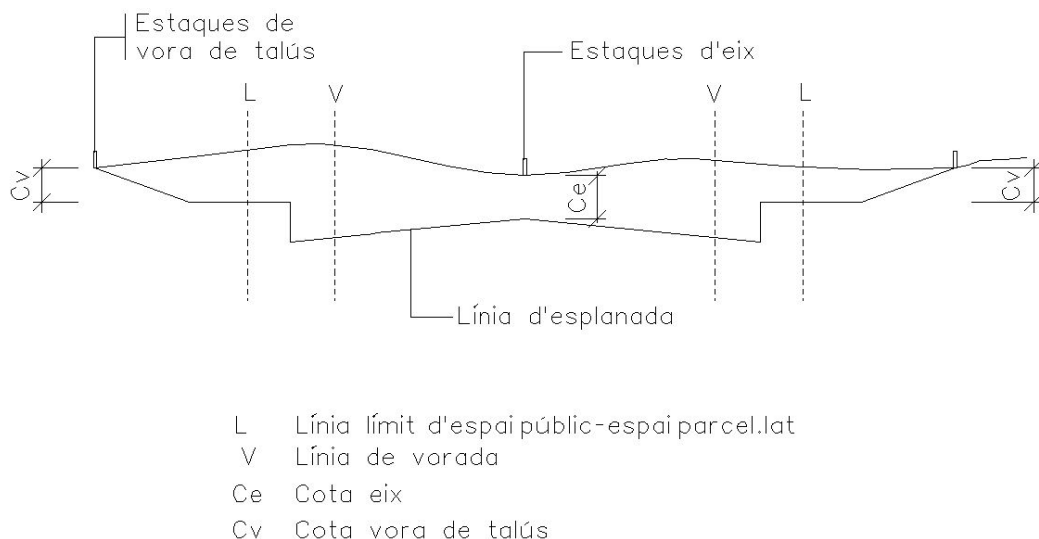 Estaques de
vora de talús
Estaques d'eix
L
V
V
L
Cv
Ce
Cv
Línia d'esplanada
L Línia límit d'espai públic-espai parcel.lat
V Línia de vorada
Ce Cota eix
Cv Cota vora de talús